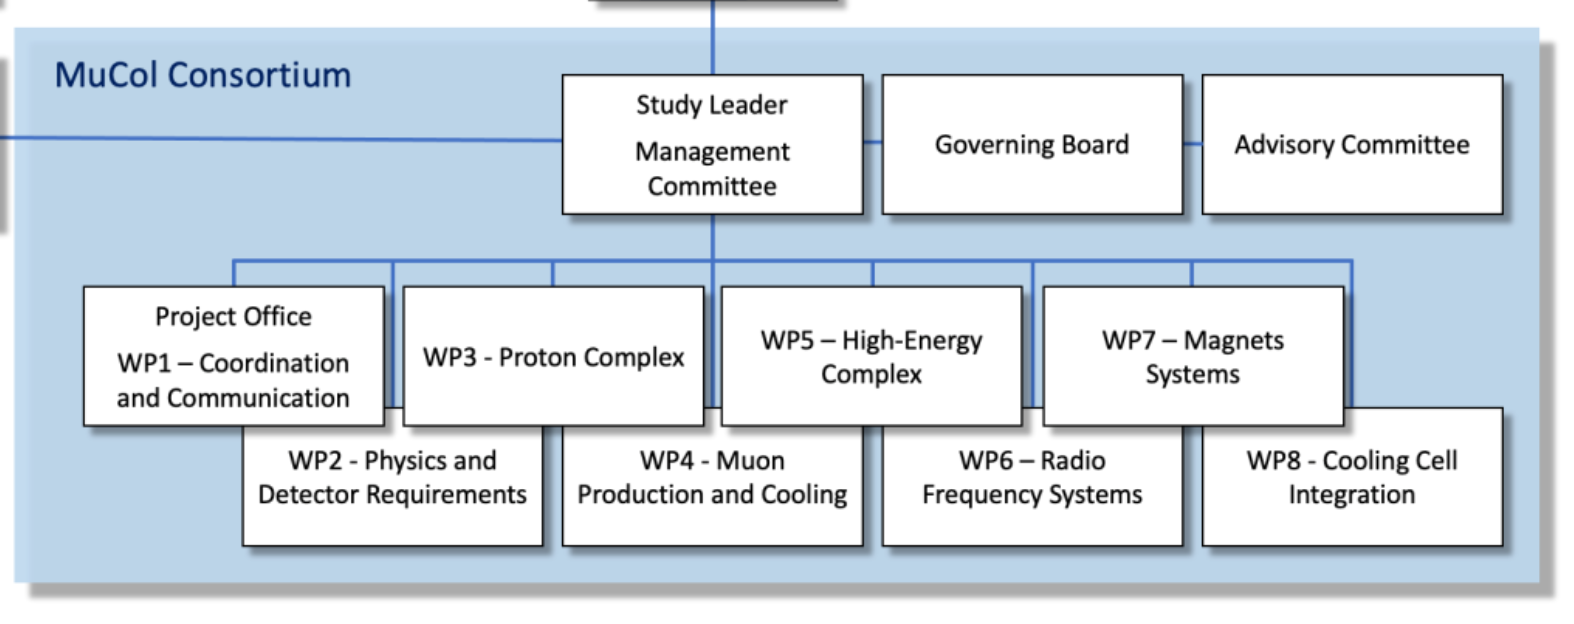 MuCol Consortium
Study Leader
Management
Committee
Governing Board
Advisory Committee
Project Office
WP1 – Coordination
and Communication
WP3 - Proton Complex
WP5 – High-Energy
Complex
WP7 – Magnets
Systems
WP2 - Physics and
Detector Requirements
WP4 - Muon
Production and Cooling
WP6 – Radio
Frequency Systems
WP8 - Cooling Cell
Integration